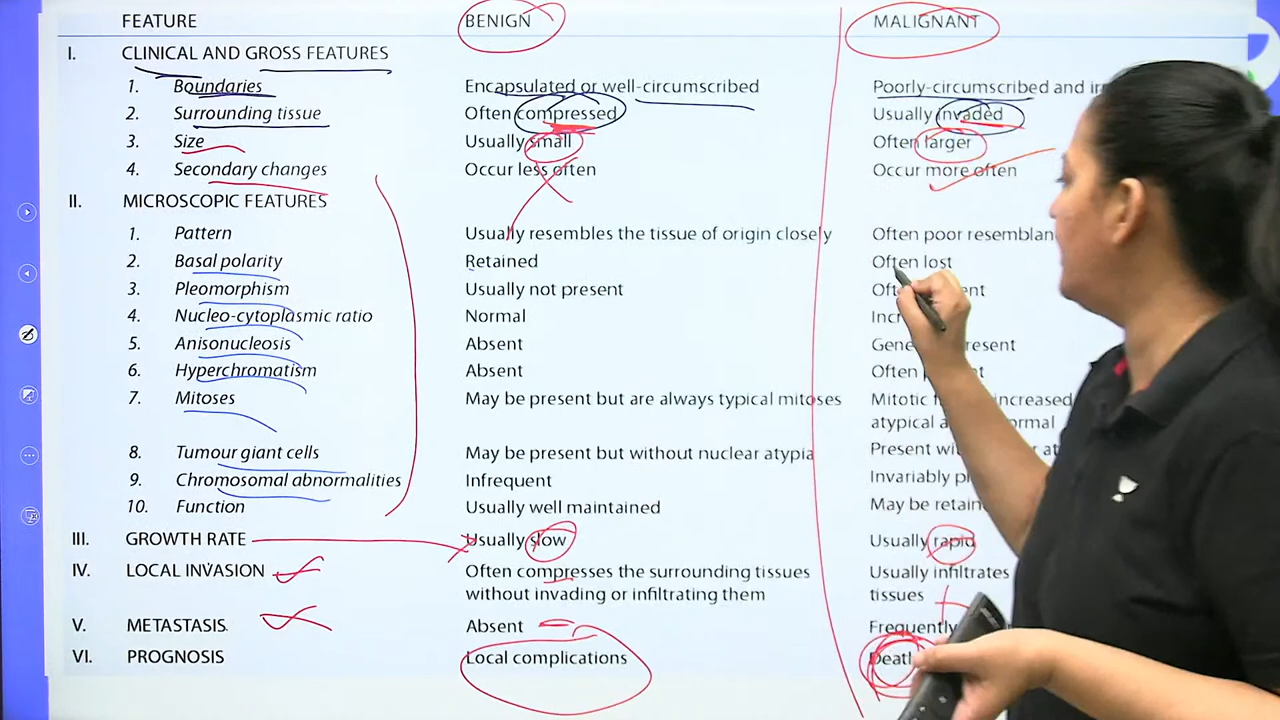 FEATURE BENIGN MALIGNANT
I. CLINICAL AND GROSS FEATURES
1. Boundaries Encapsulated or well-circumscribed Poorly-circumscribed and
2. Surrounding tissue Often compressed Usually invaded
3. Size Usually small Often larger
4. Secondary changes Occur less often Occur more often
II. MICROSCOPIC FEATURES
1. Pattern Usually resembles the tissue of origin closely Often poor
2. Basal polarity Retained Often lost
3. Pleomorphism Usually not present
4. Nucleo-cytoplasmic ratio Normal
5. Anisonucleosis Absent
6. Hyperchromatism Absent Often
7. Mitoses May be present but are always typical mitoses Mitotic increased
atypical
8. Tumour giant cells May be present but without nuclear atypia Present
9. Chromosomal abnormalities Infrequent Invariably
10. Function Usually well maintained May be
III. GROWTH RATE Usually slow Usually rapid
IV. LOCAL INVASION Often compresses the surrounding tissues Usually infiltrates
without invading or infiltrating them tissues
V. METASTASIS Absent Frequently
VI. PROGNOSIS Local complications